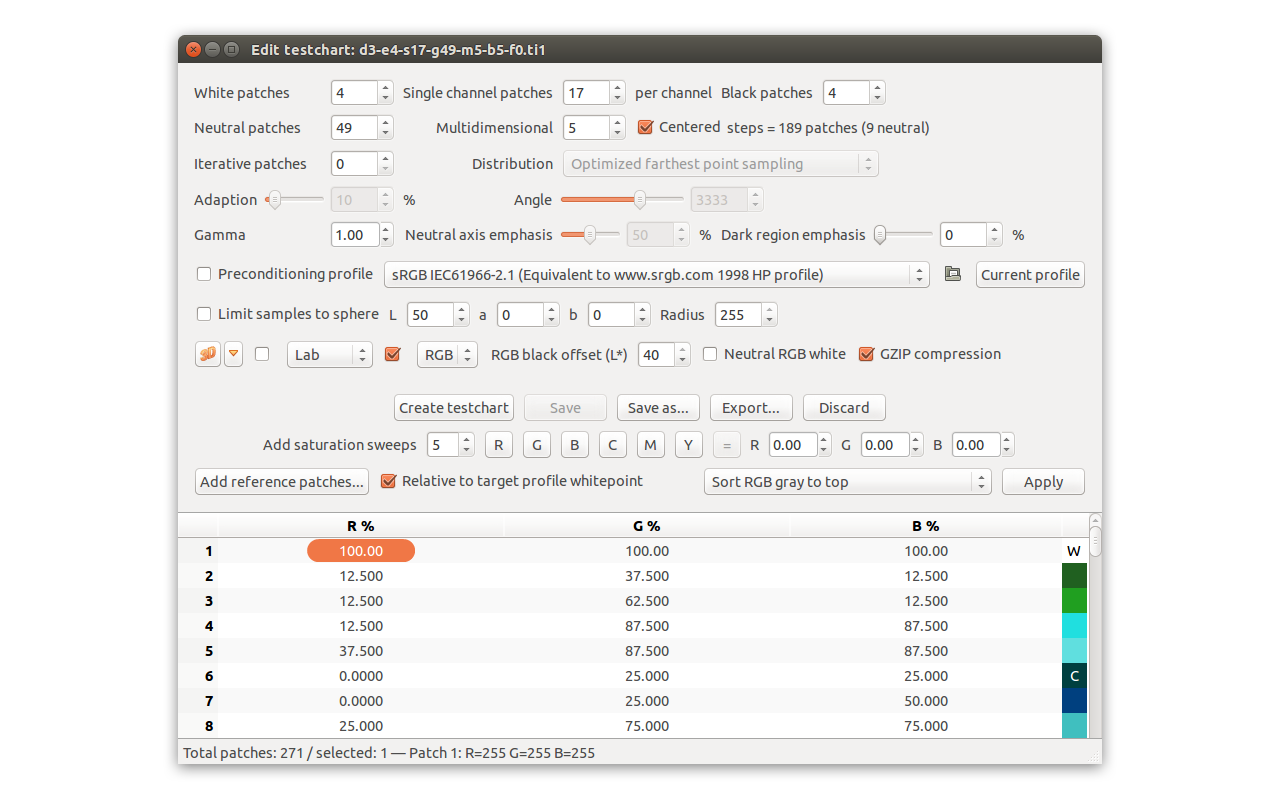 Edit testchart: d3-e4-s17-g49-m5-b5-f0.ti1
White patches 4 Single channel patches 17 per channel Black patches 4
Neutral patches 49 Multidimensional 5 Centered steps = 189 patches (9 neutral)
Iterative patches 0 Distribution Optimized farthest point sampling
Adaption 10 % Angle 3333
Gamma 1.00 Neutral axis emphasis 50 % Dark region emphasis 0 %
Preconditioning profile sRGB IEC61966-2.1 (Equivalent to www.srgb.com 1998 HP profile) Current profile
Limit samples to sphere L 50 a 0 b 0 Radius 255
3D Lab RGB RGB black offset (L*) 40 Neutral RGB white GZIP compression
Create testchart Save Save as... Export... Discard
Add saturation sweeps 5 R G B C M Y = R 0.00 G 0.00 B 0.00
Add reference patches... Relative to target profile whitepoint Sort RGB gray to top Apply
R % G % B %
1 100.00 100.00 100.00 W
2 12.500 37.500 12.500
3 12.500 62.500 12.500
4 12.500 87.500 87.500
5 37.500 87.500 87.500
6 0.0000 25.000 25.000 C
7 0.0000 25.000 50.000
8 25.000 75.000 75.000
Total patches: 271 / selected: 1 — Patch 1: R=255 G=255 B=255